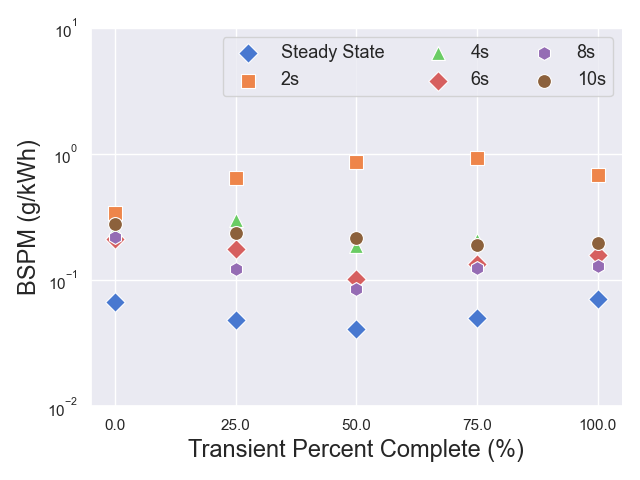 10¹
Steady State
4s
8s
2s
6s
10s
10⁰
10⁻¹
10⁻²
BSPM (g/kWh)
0.0 25.0 50.0 75.0 100.0
Transient Percent Complete (%)